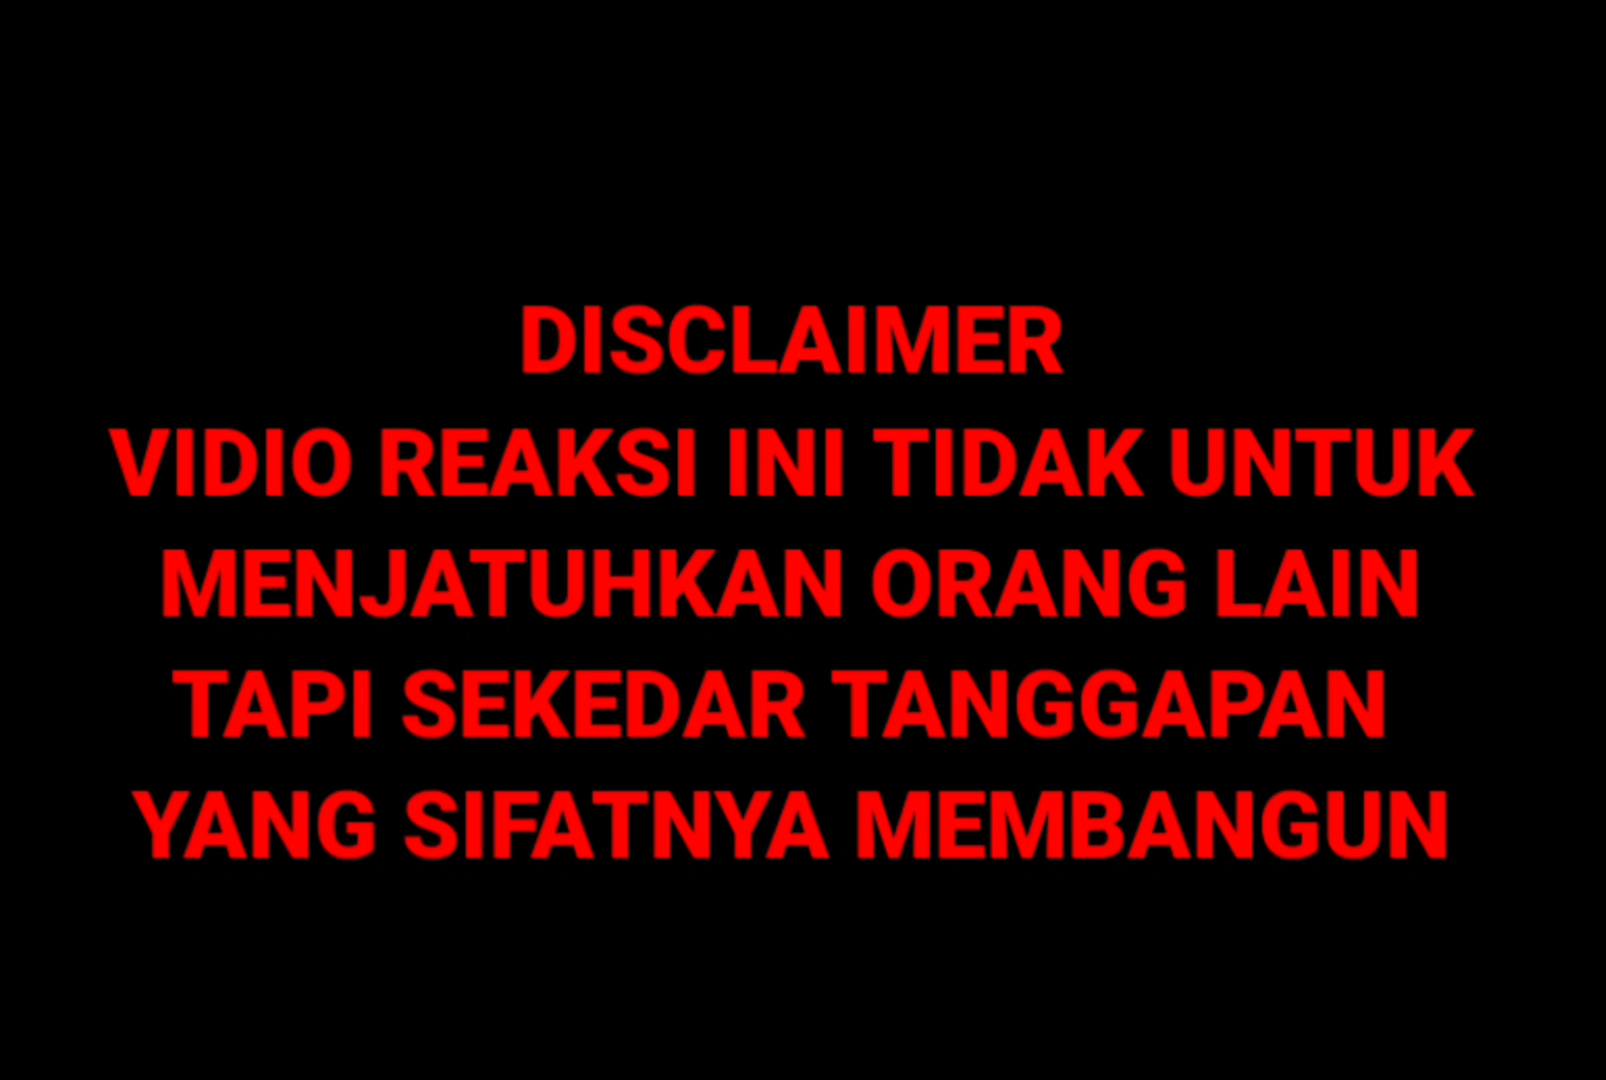 DISCLAIMER
VIDIO REAKSI INI TIDAK UNTUK
MENJATUHKAN ORANG LAIN
TAPI SEKEDAR TANGGAPAN
YANG SIFATNYA MEMBANGUN